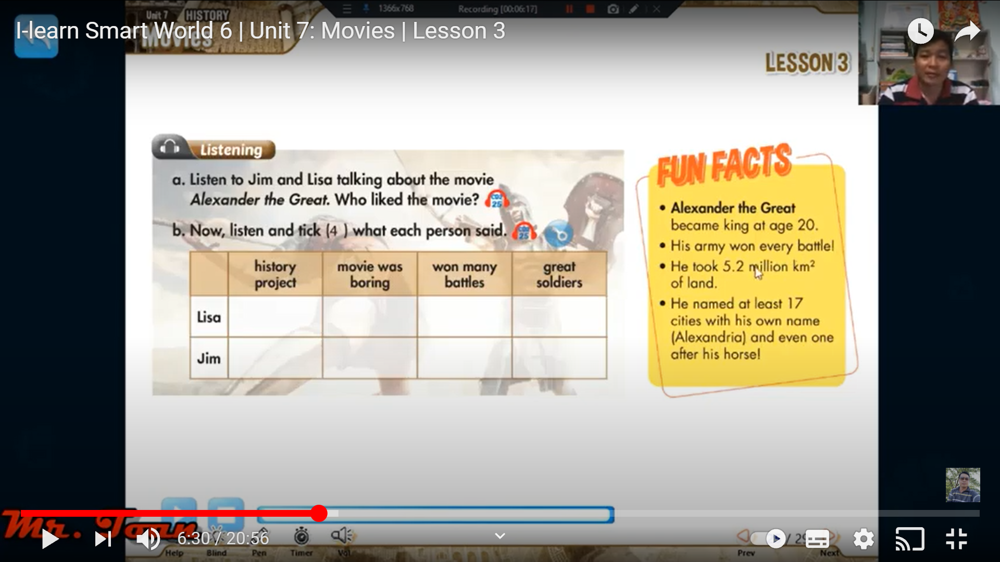 Unit 7 HISTORY
1366x768 Recording [00:06:17]
I-learn Smart World 6 | Unit 7: Movies | Lesson 3
Movies
LESSON 3
Listening
a. Listen to Jim and Lisa talking about the movie
Alexander the Great. Who liked the movie? CD2 25
b. Now, listen and tick (4 ) what each person said. CD2 25
history project
movie was boring
won many battles
great soldiers
Lisa
Jim
FUN FACTS
• Alexander the Great
became king at age 20.
• His army won every battle!
• He took 5.2 million km²
of land.
• He named at least 17
cities with his own name
(Alexandria) and even one
after his horse!
Mr. Toan
6:30 / 20:56
Help Blind Pen Timer Vol Prev Next